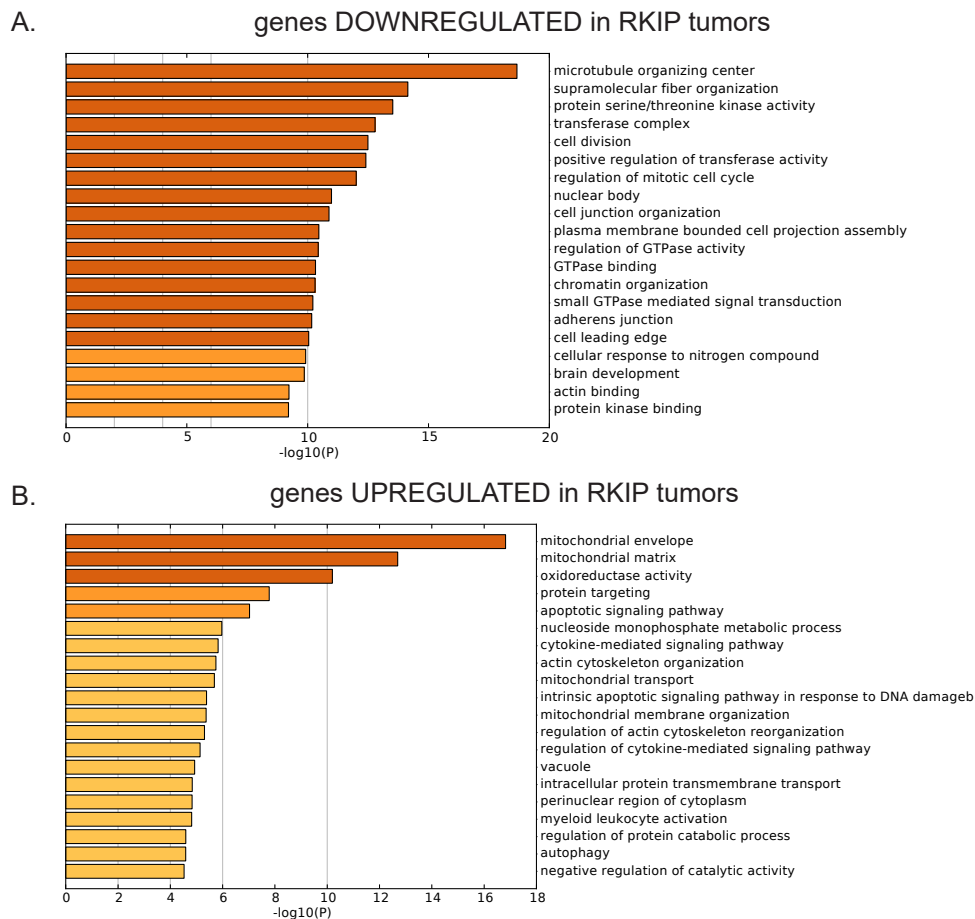 A.
genes DOWNREGULATED in RKIP tumors
microtubule organizing center
supramolecular fiber organization
protein serine/threonine kinase activity
transferase complex
cell division
positive regulation of transferase activity
regulation of mitotic cell cycle
nuclear body
cell junction organization
plasma membrane bounded cell projection assembly
regulation of GTPase activity
GTPase binding
chromatin organization
small GTPase mediated signal transduction
adherens junction
cell leading edge
cellular response to nitrogen compound
brain development
actin binding
protein kinase binding
0 5 10 15 20
-log10(P)
B.
genes UPREGULATED in RKIP tumors
mitochondrial envelope
mitochondrial matrix
oxidoreductase activity
protein targeting
apoptotic signaling pathway
nucleoside monophosphate metabolic process
cytokine-mediated signaling pathway
actin cytoskeleton organization
mitochondrial transport
intrinsic apoptotic signaling pathway in response to DNA damageb
mitochondrial membrane organization
regulation of actin cytoskeleton reorganization
regulation of cytokine-mediated signaling pathway
vacuole
intracellular protein transmembrane transport
perinuclear region of cytoplasm
myeloid leukocyte activation
regulation of protein catabolic process
autophagy
negative regulation of catalytic activity
0 2 4 6 8 10 12 14 16 18
-log10(P)